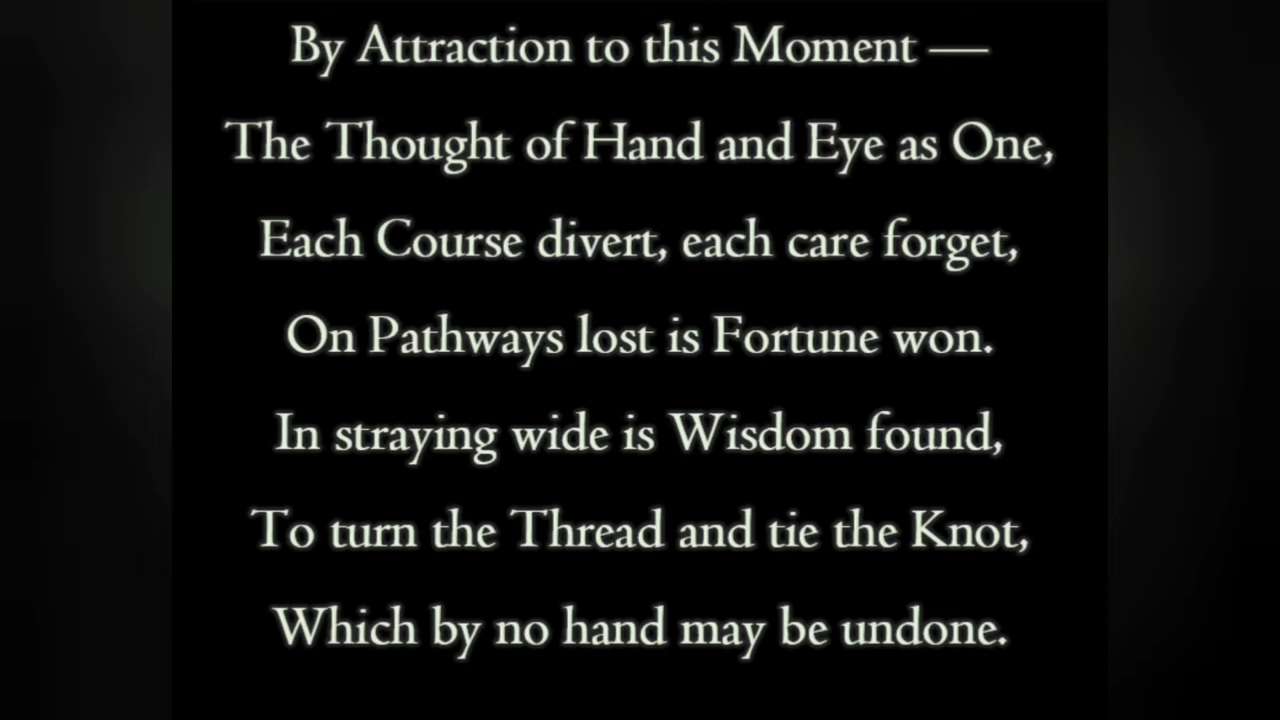 By Attraction to this Moment —
The Thought of Hand and Eye as One,
Each Course divert, each care forget,
On Pathways lost is Fortune won.
In straying wide is Wisdom found,
To turn the Thread and tie the Knot,
Which by no hand may be undone.